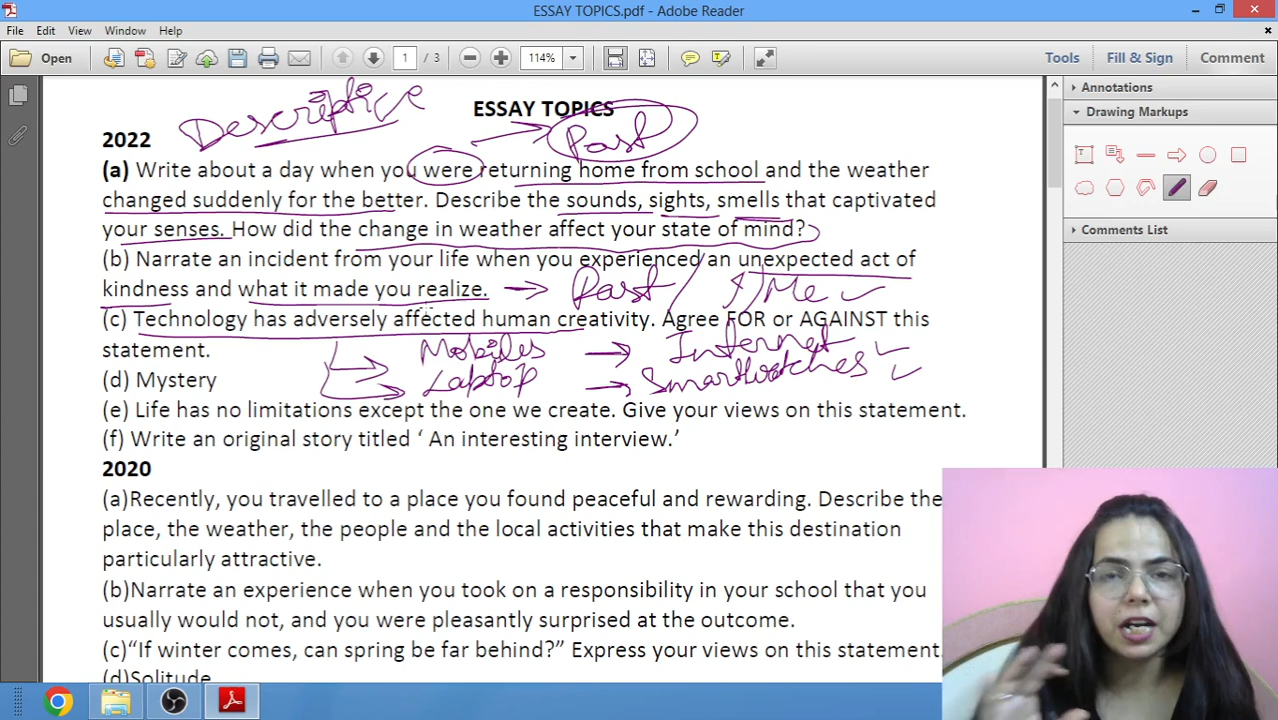 ESSAY TOPICS.pdf - Adobe Reader
File Edit View Window Help
Open 1 / 3 114% Tools Fill & Sign Comment
Annotations
Drawing Markups
Comments List
Descriptive
ESSAY TOPICS
Past
2022
(a) Write about a day when you were returning home from school and the weather
changed suddenly for the better. Describe the sounds, sights, smells that captivated
your senses. How did the change in weather affect your state of mind?
(b) Narrate an incident from your life when you experienced an unexpected act of
kindness and what it made you realize. Past / I/Me
(c) Technology has adversely affected human creativity. Agree FOR or AGAINST this
statement. Mobiles Internet
Laptop Smartwatches
(d) Mystery
(e) Life has no limitations except the one we create. Give your views on this statement.
(f) Write an original story titled ‘ An interesting interview.’
2020
(a)Recently, you travelled to a place you found peaceful and rewarding. Describe the
place, the weather, the people and the local activities that make this destination
particularly attractive.
(b)Narrate an experience when you took on a responsibility in your school that you
usually would not, and you were pleasantly surprised at the outcome.
(c)“If winter comes, can spring be far behind?” Express your views on this statement.
(d)Solitude